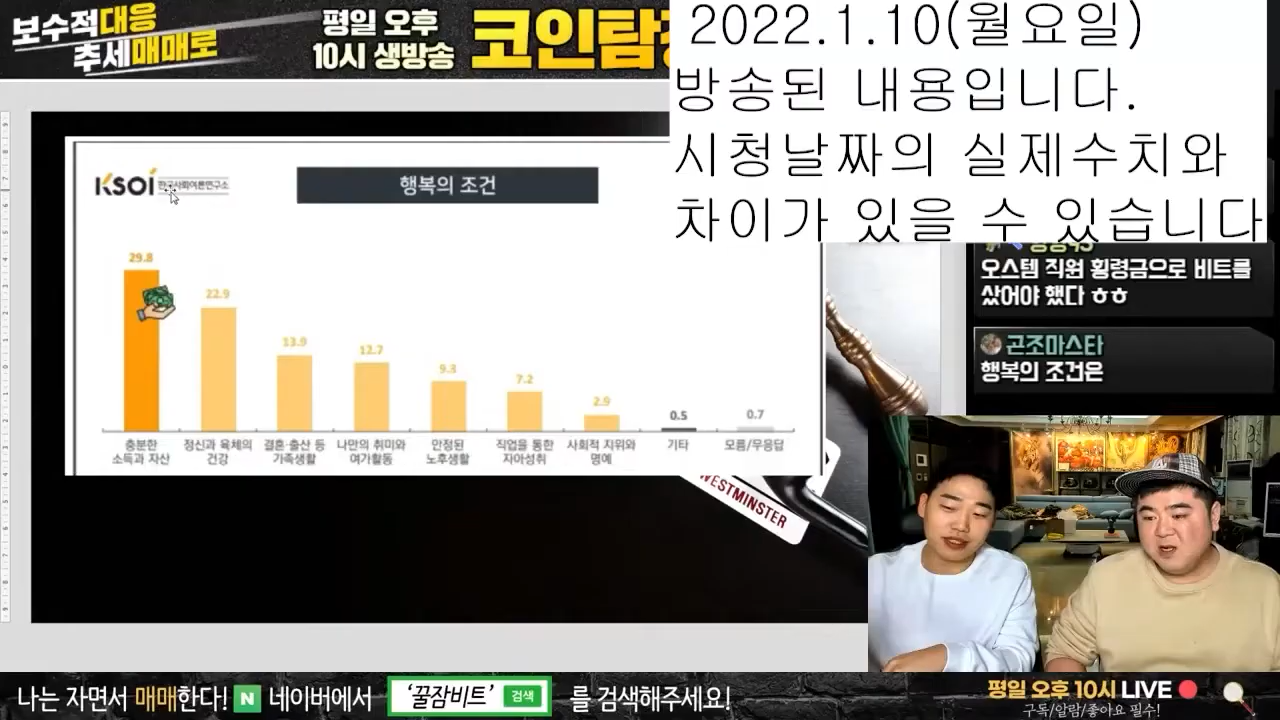 보수적대응
추세매매로
평일 오후
10시 생방송
코인탐정
2022.1.10(월요일)
방송된 내용입니다.
시청날짜의 실제수치와
차이가 있을 수 있습니다
KSOI 한국사회여론연구소
행복의 조건
29.8
22.9
13.9
12.7
9.3
7.2
2.9
0.5
0.7
충분한
소득과 자산
정신과 육체의
건강
결혼·출산 등
가족생활
나만의 취미와
여가활동
안정된
노후생활
직업을 통한
자아성취
사회적 지위와
명예
기타
모름/무응답
오스템 직원 횡령금으로 비트를
샀어야 했다 ㅎㅎ
곤조마스타
행복의 조건은
WESTMINSTER
나는 자면서 매매한다! N 네이버에서 '꿀잠비트' 검색 를 검색해주세요!
평일 오후 10시 LIVE
구독/알람/좋아요 필수!